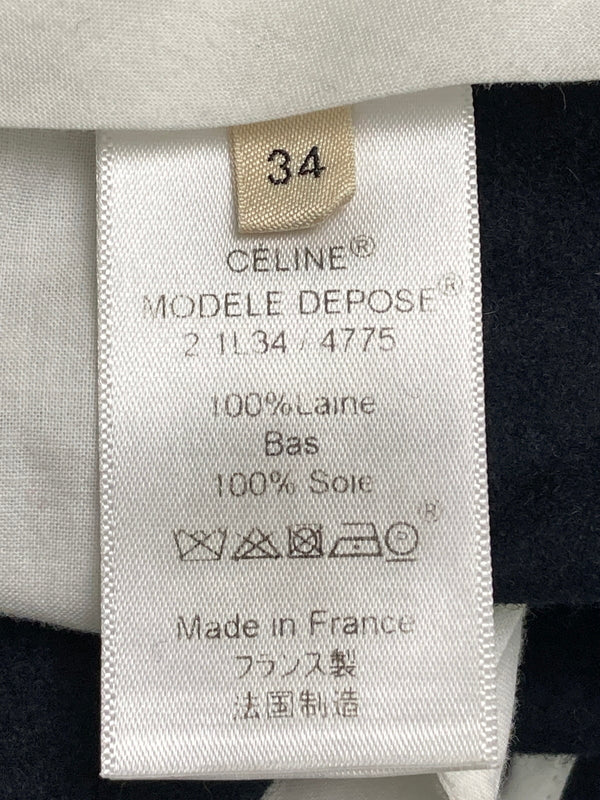 34
CÉLINE®
MODELE DEPOSE®
2 1L34 / 4775
100%Laine
Bas
100% Soie
®
P
Made in France
フランス製
法国制造